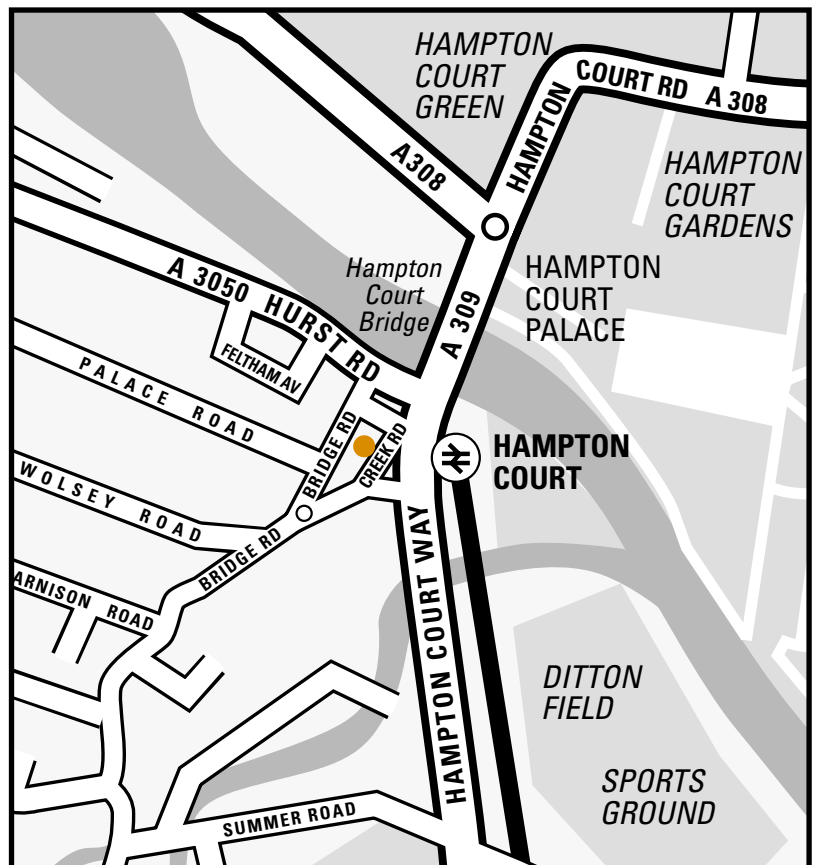 HAMPTON
COURT
GREEN
HAMPTON
COURT RD A 308
A308
HAMPTON
COURT
GARDENS
HAMPTON
COURT
PALACE
Hampton
Court
Bridge
A 309
A 3050 HURST RD
FELTHAM AV
PALACE ROAD
BRIDGE RD
CREEK RD
HAMPTON
COURT
WOLSEY ROAD
BRIDGE RD
ARNISON ROAD
HAMPTON COURT WAY
DITTON
FIELD
SPORTS
GROUND
SUMMER ROAD